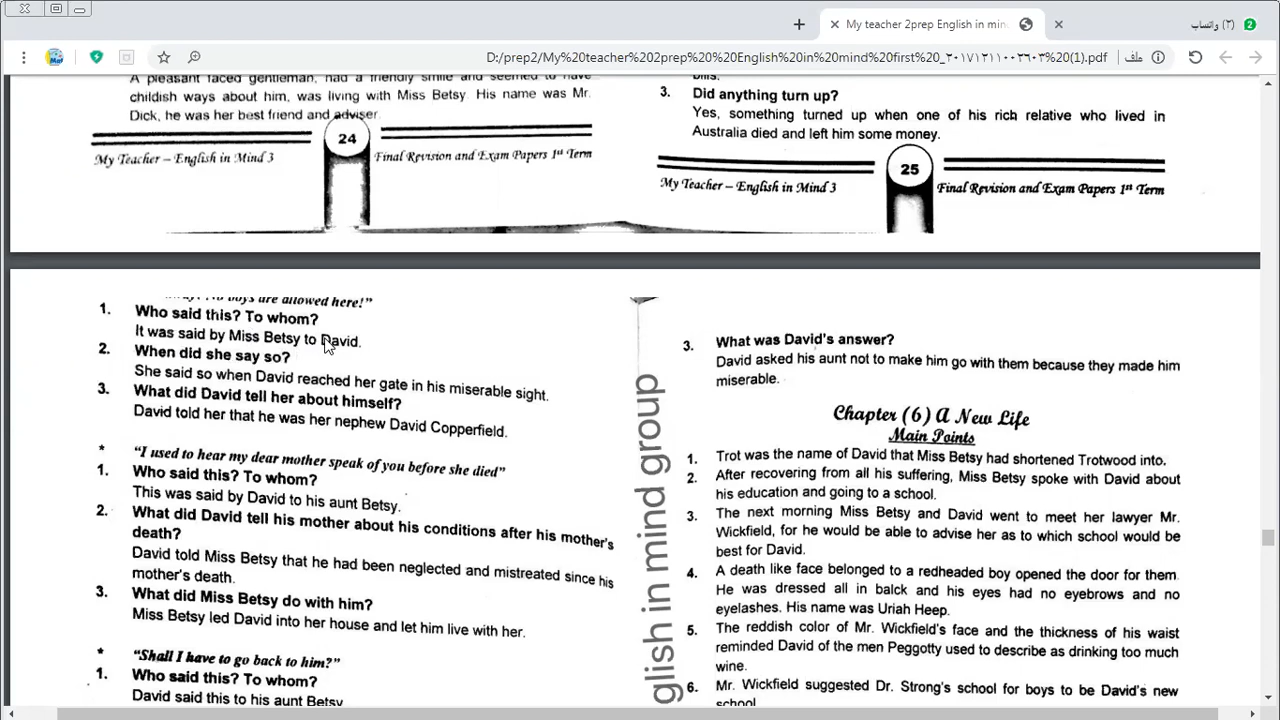 My teacher 2prep English in mind
(٢) واتساب
2
D:/prep2/My%20teacher%202prep%20%20English%20in%20mind%20first%20_٢٠١٧١٢١١٠٠٢٦٠٣%20(1).pdf
ملف
A pleasant faced gentleman, had a friendly smile and seemed to have
childish ways about him, was living with Miss Betsy. His name was Mr.
Dick, he was her best friend and adviser.
24
My Teacher – English in Mind 3
Final Revision and Exam Papers 1st Term
bills.
3. Did anything turn up?
Yes, something turned up when one of his rich relative who lived in
Australia died and left him some money.
25
My Teacher – English in Mind 3
Final Revision and Exam Papers 1st Term
boys are allowed here!"
1. Who said this? To whom?
It was said by Miss Betsy to David.
2. When did she say so?
She said so when David reached her gate in his miserable sight.
3. What did David tell her about himself?
David told her that he was her nephew David Copperfield.
* "I used to hear my dear mother speak of you before she died"
1. Who said this? To whom?
This was said by David to his aunt Betsy.
2. What did David tell his mother about his conditions after his mother's
death?
David told Miss Betsy that he had been neglected and mistreated since his
mother's death.
3. What did Miss Betsy do with him?
Miss Betsy led David into her house and let him live with her.
* "Shall I have to go back to him?"
1. Who said this? To whom?
David said this to his aunt Betsy
glish in mind group
3. What was David's answer?
David asked his aunt not to make him go with them because they made him
miserable.
Chapter (6) A New Life
Main Points
1. Trot was the name of David that Miss Betsy had shortened Trotwood into.
2. After recovering from all his suffering, Miss Betsy spoke with David about
his education and going to a school.
3. The next morning Miss Betsy and David went to meet her lawyer Mr.
Wickfield, for he would be able to advise her as to which school would be
best for David.
4. A death like face belonged to a redheaded boy opened the door for them.
He was dressed all in balck and his eyes had no eyebrows and no
eyelashes. His name was Uriah Heep.
5. The reddish color of Mr. Wickfield's face and the thickness of his waist
reminded David of the men Peggotty used to describe as drinking too much
wine.
6. Mr. Wickfield suggested Dr. Strong's school for boys to be David's new
school.